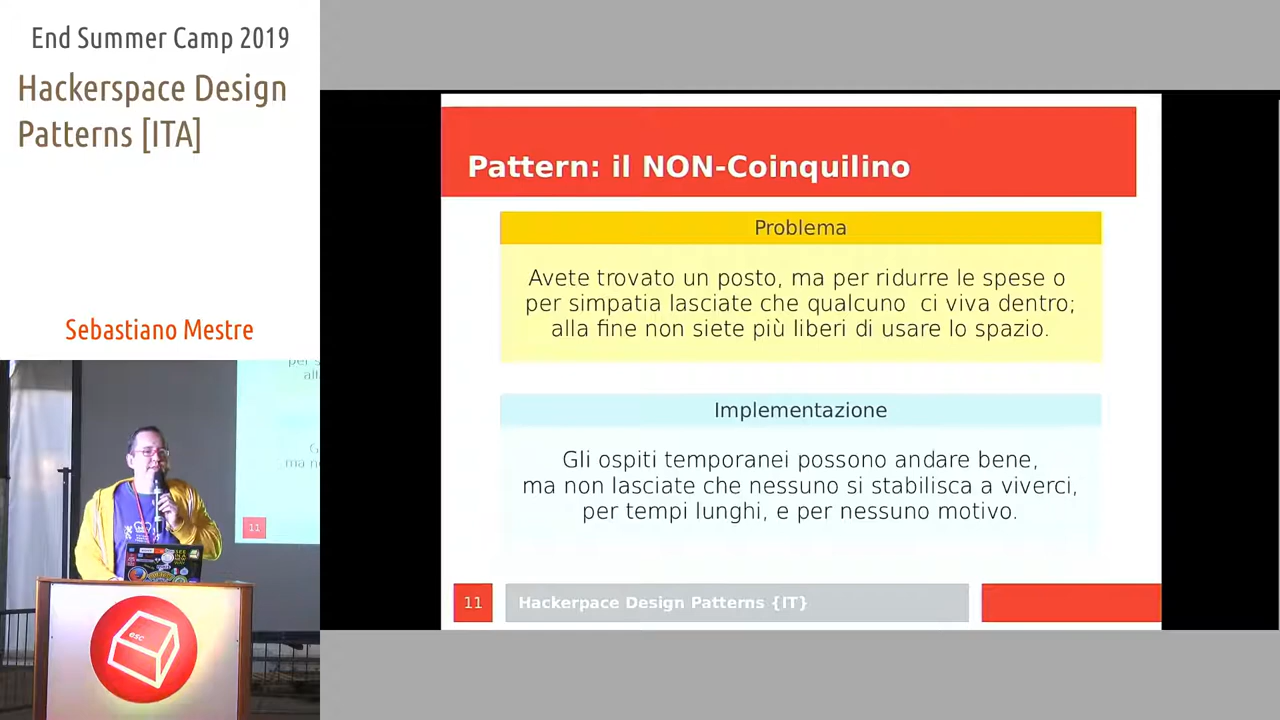 End Summer Camp 2019
Hackerspace Design
Patterns [ITA]
Sebastiano Mestre
Pattern: il NON-Coinquilino
Problema
Avete trovato un posto, ma per ridurre le spese o
per simpatia lasciate che qualcuno ci viva dentro;
alla fine non siete più liberi di usare lo spazio.
Implementazione
Gli ospiti temporanei possono andare bene,
ma non lasciate che nessuno si stabilisca a viverci,
per tempi lunghi, e per nessuno motivo.
11
Hackerpace Design Patterns {IT}
11
esc